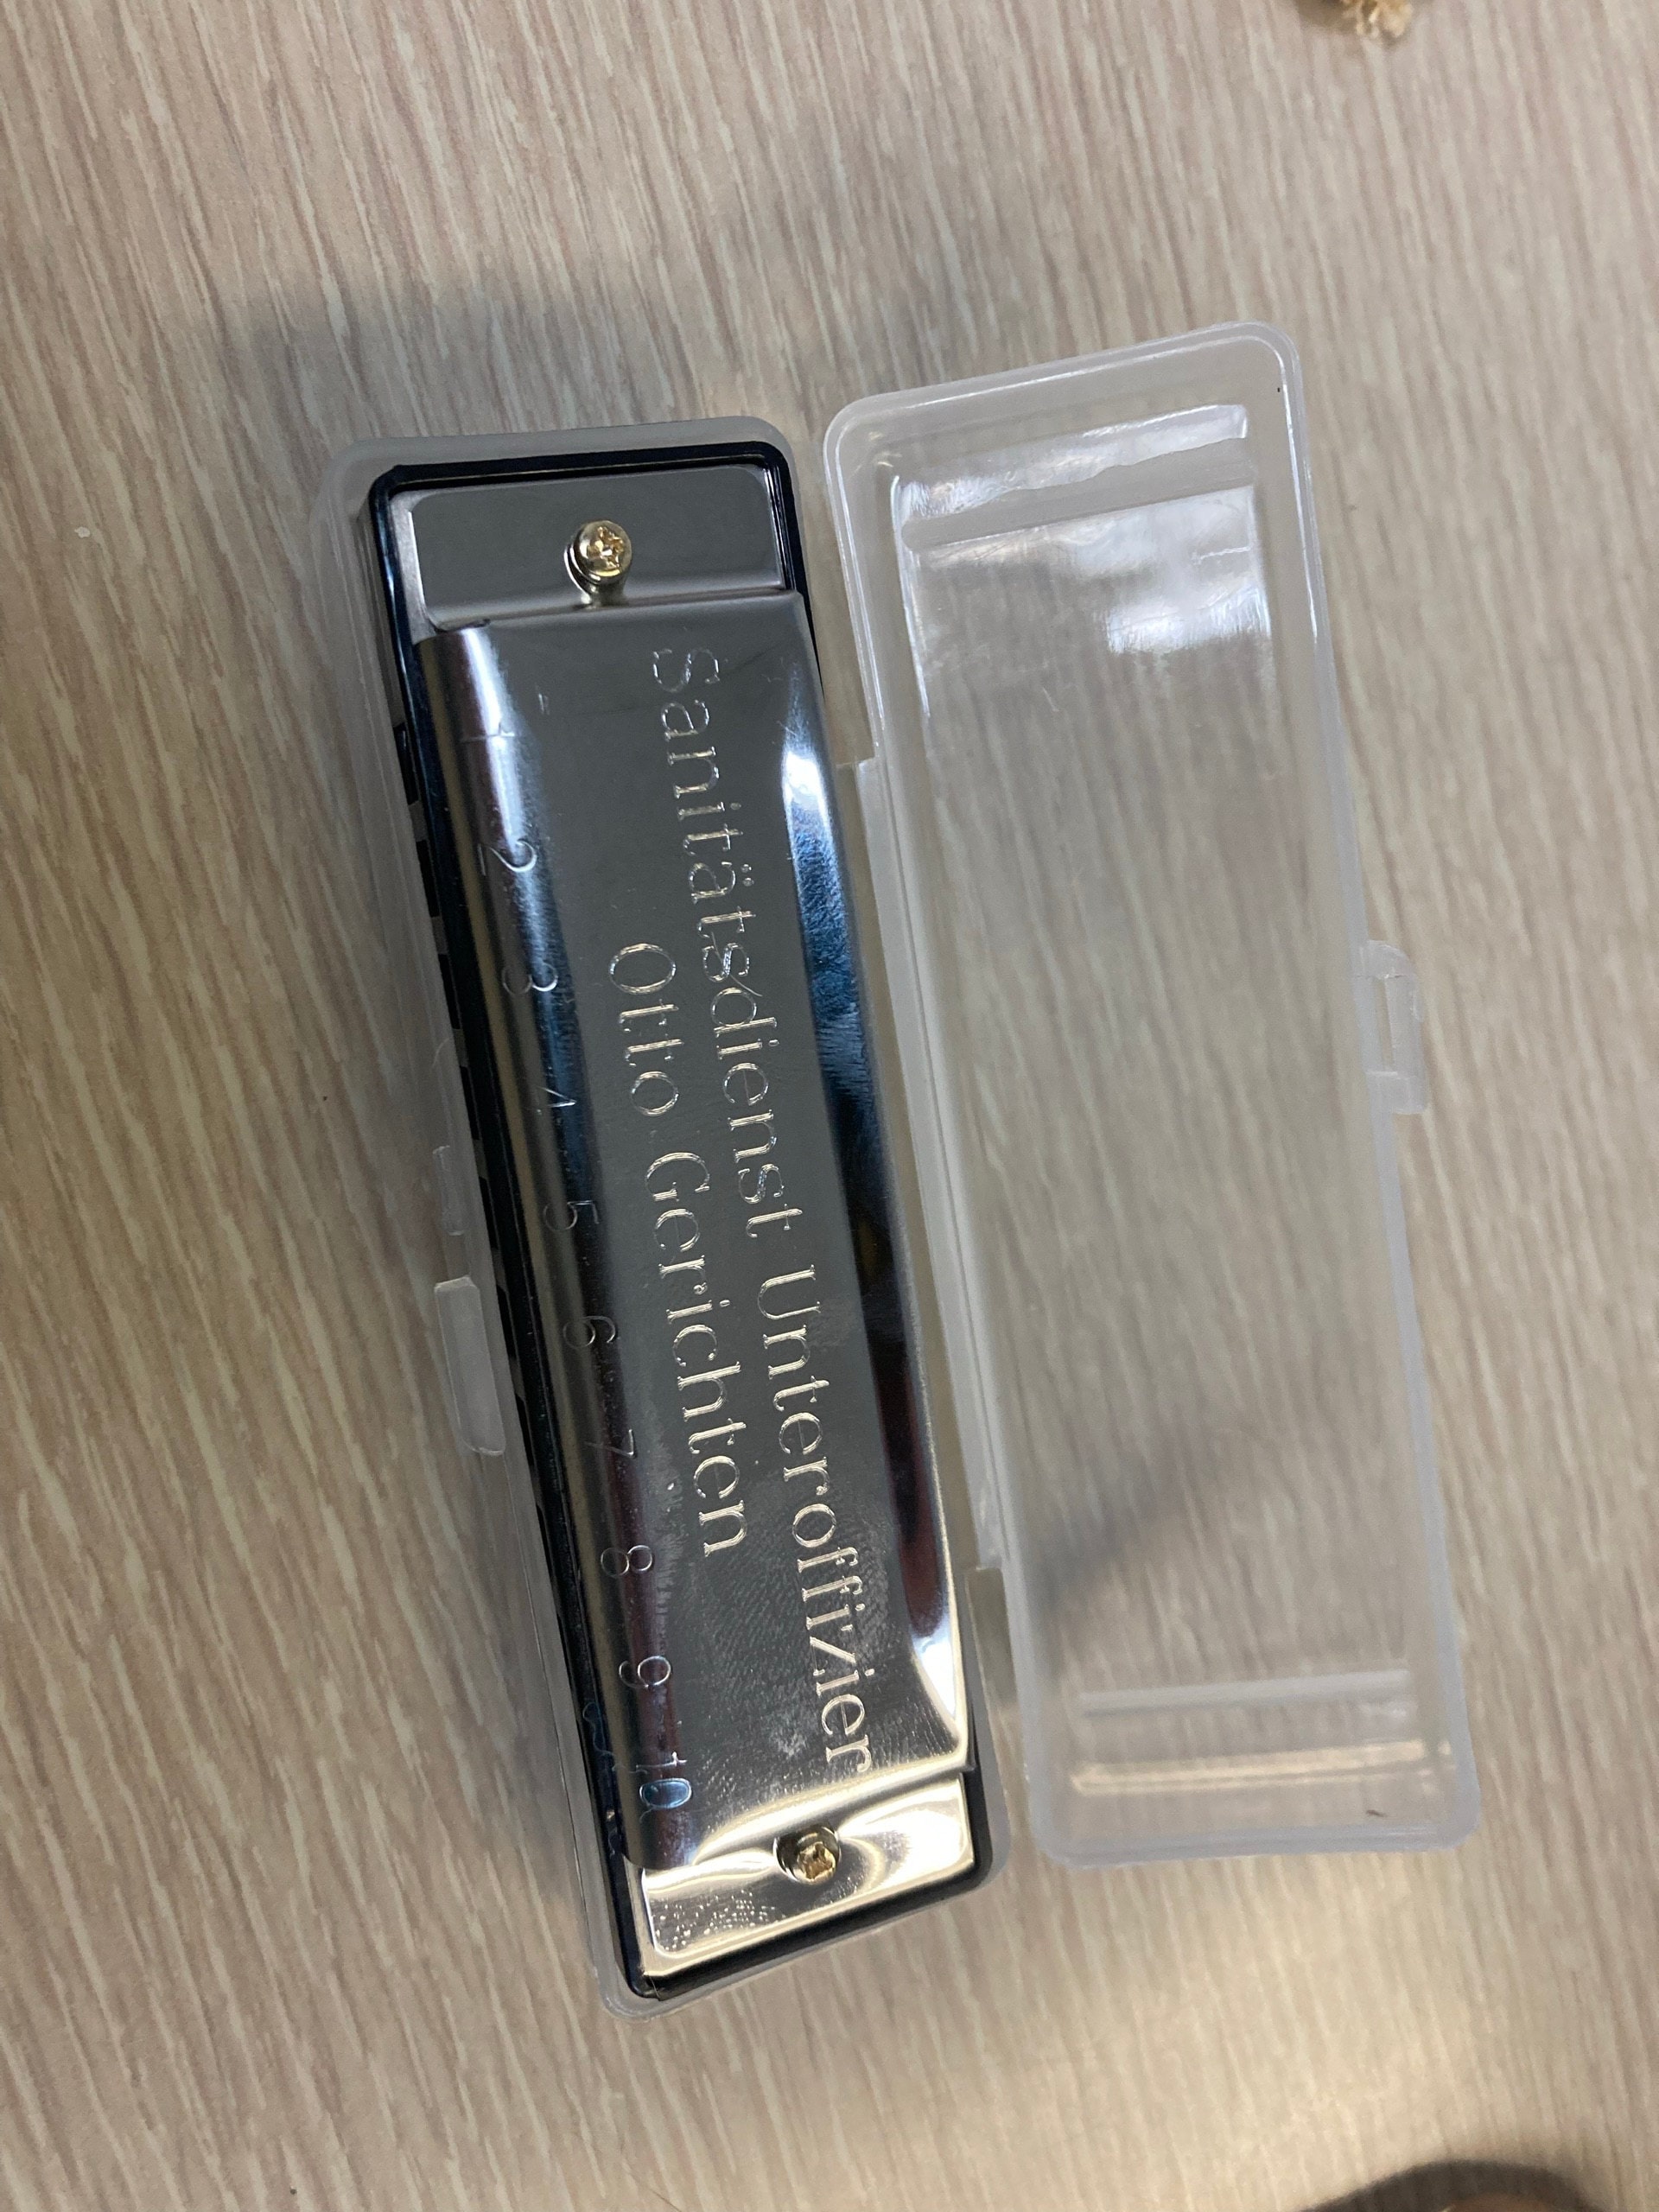 Sanitätsdienst Unteroffizier
Otto Gerichten
1 2 3 4 5 6 7 8 9 10